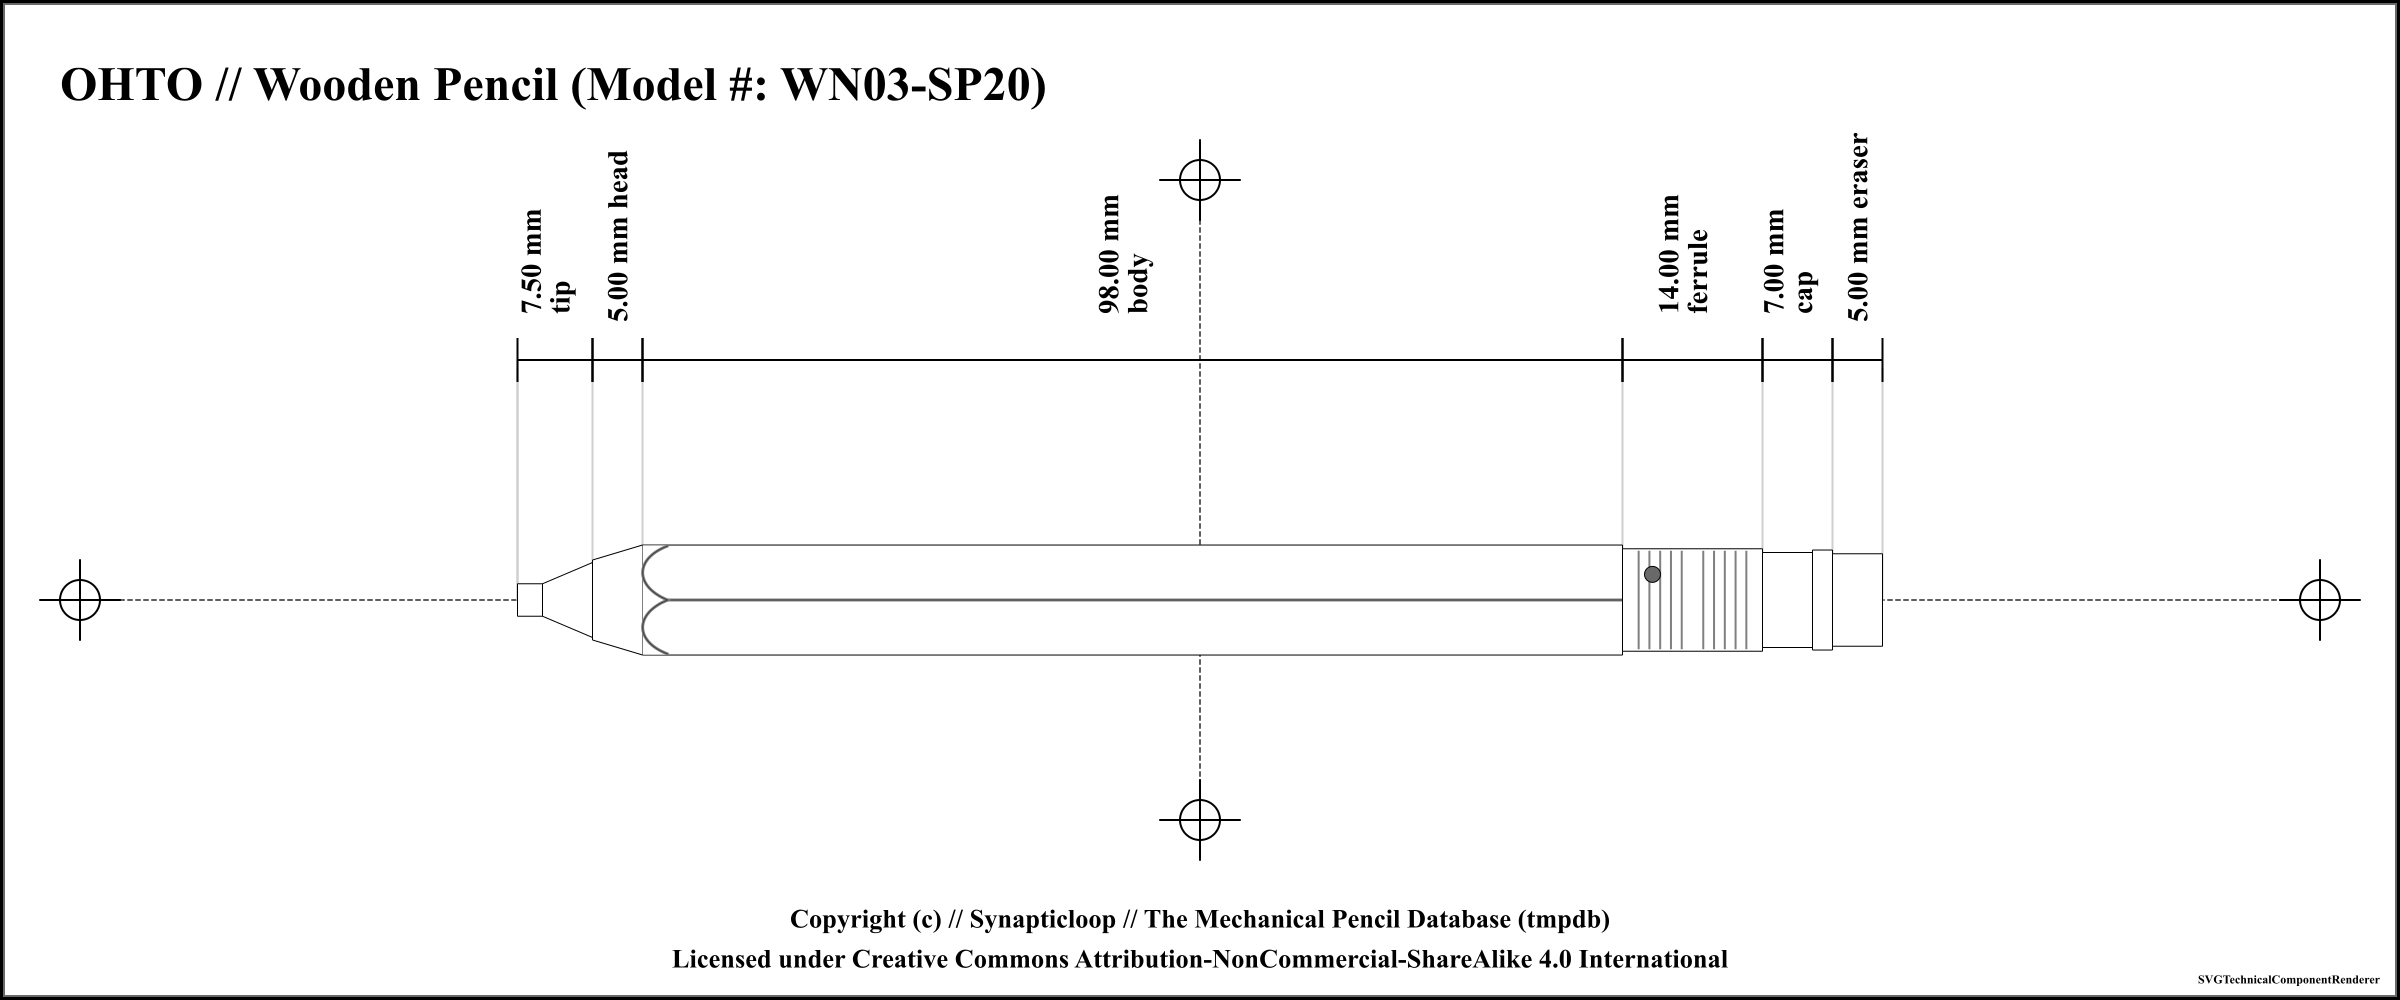 OHTO // Wooden Pencil (Model #: WN03-SP20)
7.50 mm
tip
5.00 mm head
98.00 mm
body
14.00 mm
ferrule
7.00 mm
cap
5.00 mm eraser
Copyright (c) // Synapticloop // The Mechanical Pencil Database (tmpdb)
Licensed under Creative Commons Attribution-NonCommercial-ShareAlike 4.0 International
SVGTechnicalComponentRenderer